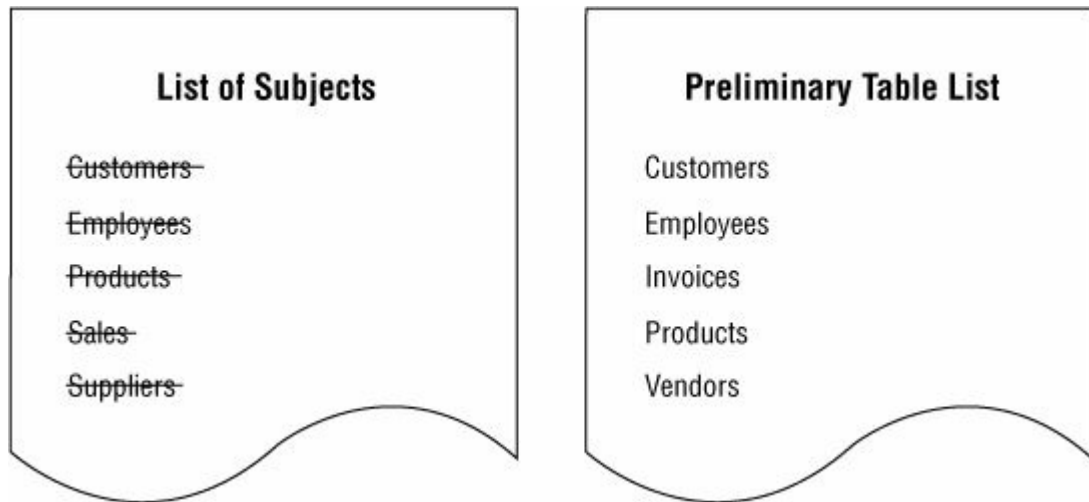 List of Subjects
Customers
Employees
Products
Sales
Suppliers
Preliminary Table List
Customers
Employees
Invoices
Products
Vendors